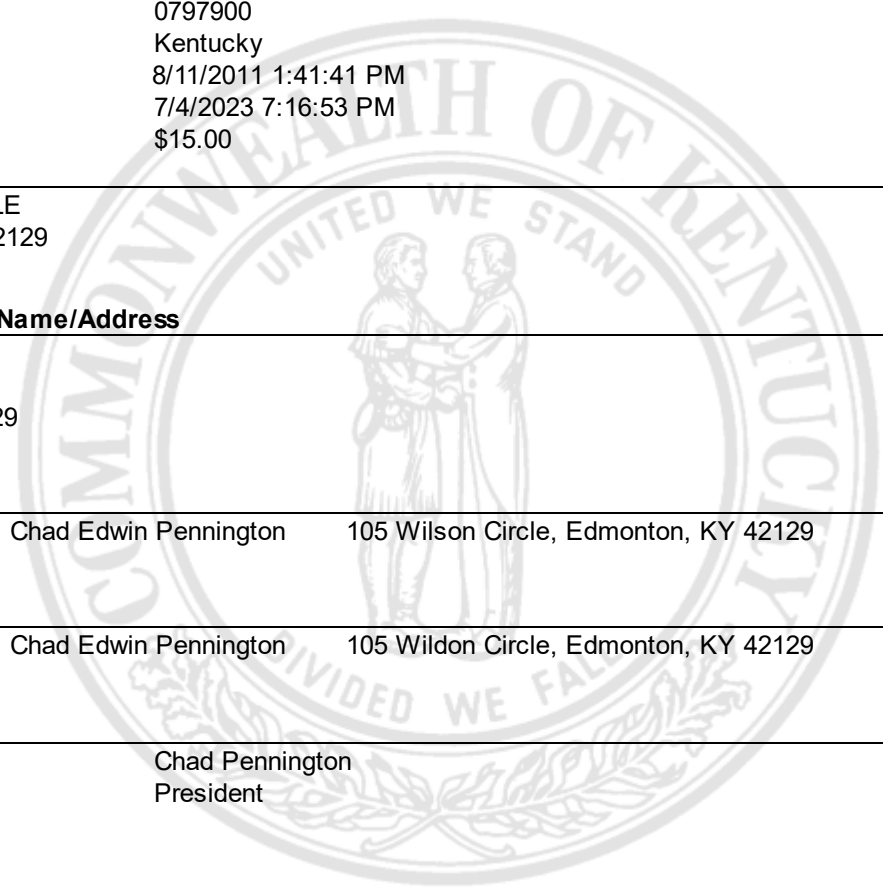 0797900
Kentucky
8/11/2011 1:41:41 PM
7/4/2023 7:16:53 PM
$15.00
LE
2129
Name/Address
29
Chad Edwin Pennington 105 Wilson Circle, Edmonton, KY 42129
Chad Edwin Pennington 105 Wildon Circle, Edmonton, KY 42129
Chad Pennington
President
COMMONWEALTH OF KENTUCKY
UNITED WE STAND
DIVIDED WE FALL